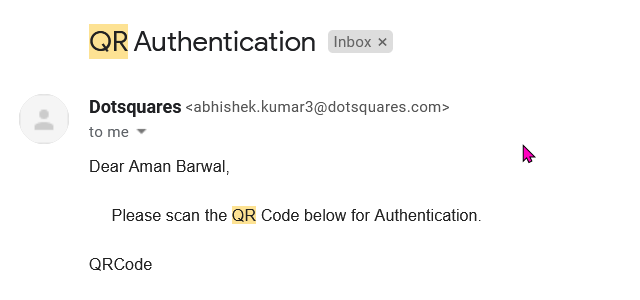 QR Authentication Inbox ×
Dotsquares <abhishek.kumar3@dotsquares.com>
to me
Dear Aman Barwal,
Please scan the QR Code below for Authentication.
QRCode